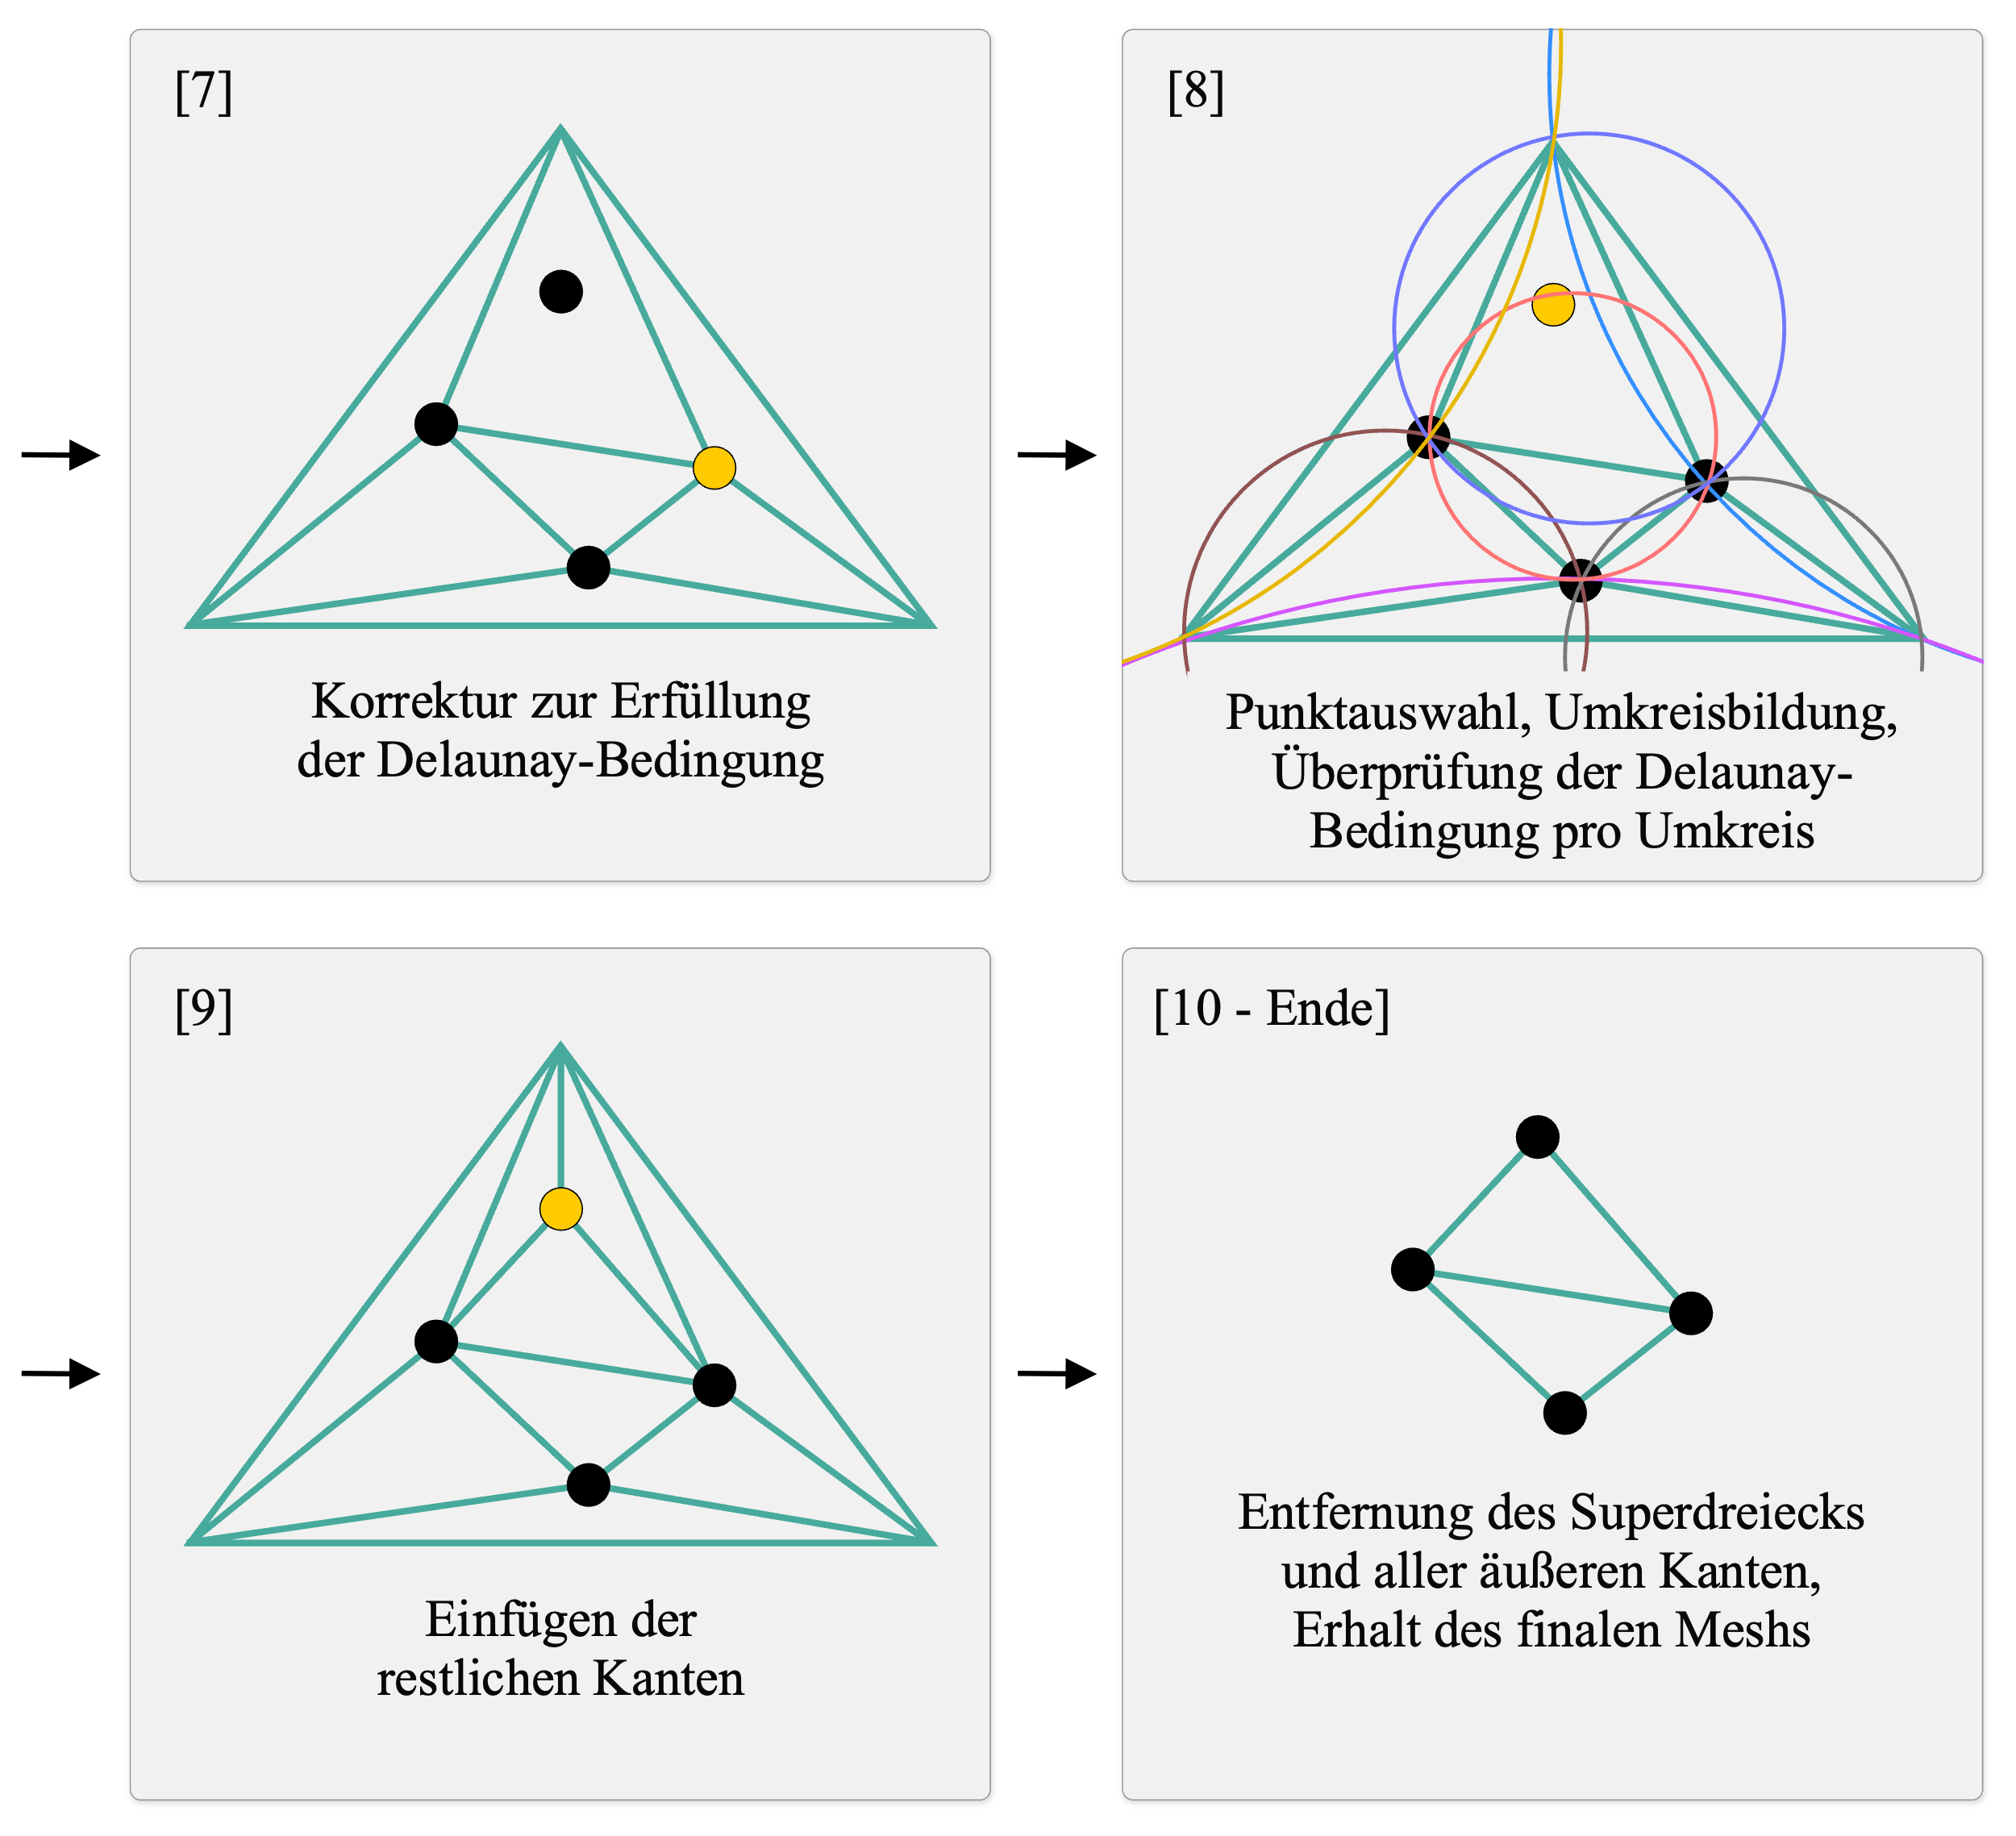 [7]
Korrektur zur Erfüllung
der Delaunay-Bedingung
[8]
Punktauswahl, Umkreisbildung,
Überprüfung der Delaunay-
Bedingung pro Umkreis
[9]
Einfügen der
restlichen Kanten
[10 - Ende]
Entfernung des Superdreiecks
und aller äußeren Kanten,
Erhalt des finalen Meshs